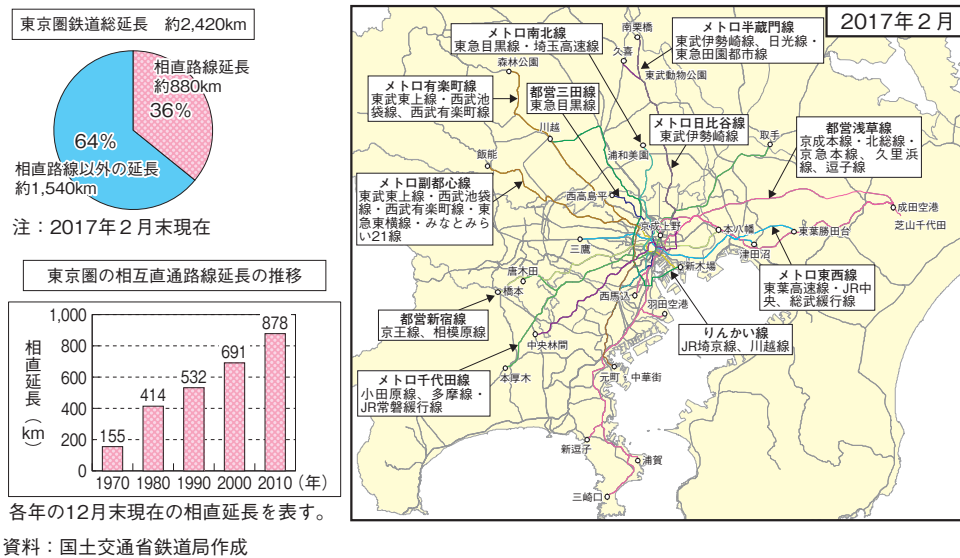 東京圏鉄道総延長 約2,420km
相直路線延長
約880km
36%
64%
相直路線以外の延長
約1,540km
注：2017年2月末現在
東京圏の相互直通路線延長の推移
相直延長（km）
1,000
800
600
400
200
0
155
414
532
691
878
1970 1980 1990 2000 2010（年）
各年の12月末現在の相直延長を表す。
資料：国土交通省鉄道局作成
2017年2月
メトロ南北線
東急目黒線・埼玉高速線
南栗橋
久喜
メトロ半蔵門線
東武伊勢崎線、日光線・
東急田園都市線
東武動物公園
森林公園
メトロ有楽町線
東武東上線・西武池
袋線、西武有楽町線
都営三田線
東急目黒線
メトロ日比谷線
東武伊勢崎線
都営浅草線
京成本線・北総線・
京急本線、久里浜
線、逗子線
川越
取手
飯能
浦和美園
メトロ副都心線
東武東上線・西武池袋
線・西武有楽町線・東
急東横線・みなとみら
い21線
西高島平
成田空港
芝山千代田
京成上野
本八幡
東葉勝田台
三鷹
津田沼
新木場
メトロ東西線
東葉高速線・JR中
央、総武緩行線
唐木田
橋本
西馬込
羽田空港
都営新宿線
京王線、相模原線
りんかい線
JR埼京線、川越線
中央林間
メトロ千代田線
小田原線、多摩線・
JR常磐緩行線
本厚木
元町・中華街
新逗子
浦賀
三崎口